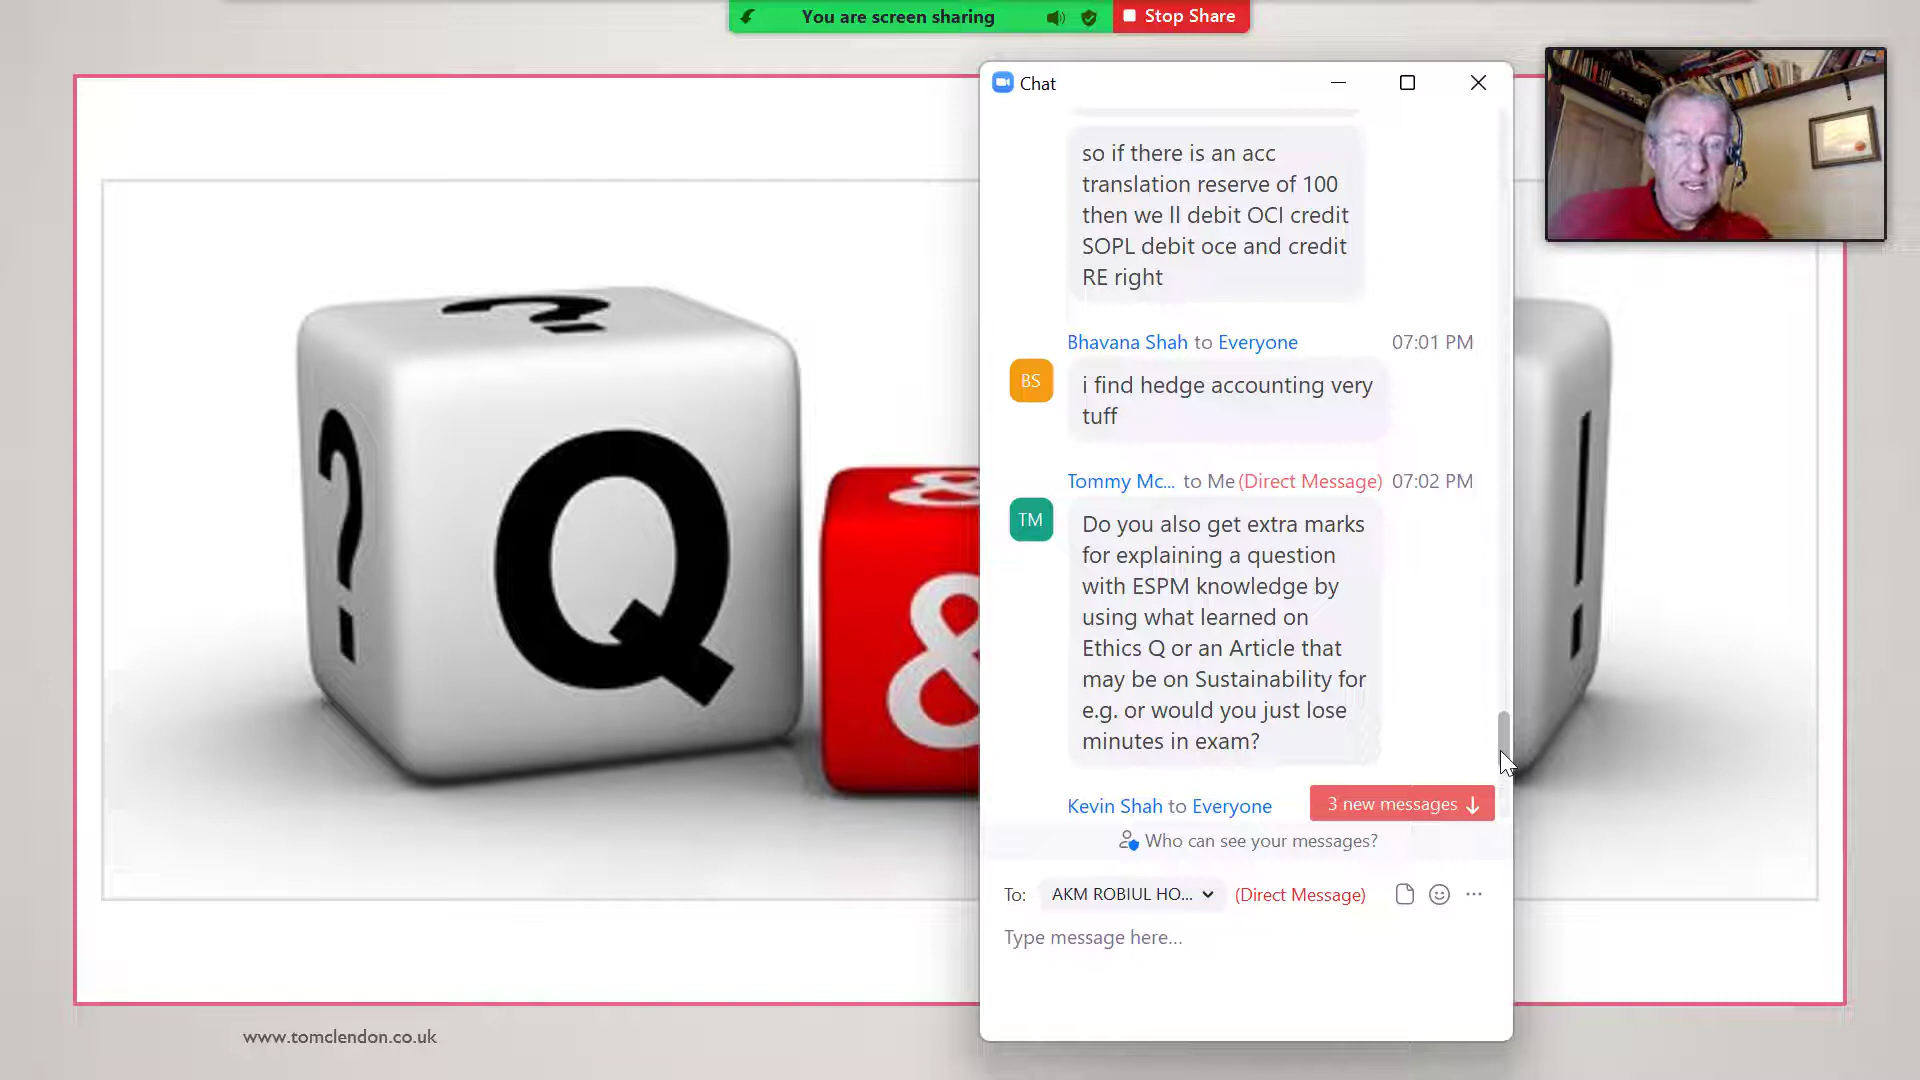 You are screen sharing
Stop Share
Chat
so if there is an acc
translation reserve of 100
then we ll debit OCI credit
SOPL debit oce and credit
RE right
Bhavana Shah to Everyone 07:01 PM
BS
i find hedge accounting very
tuff
Tommy Mc... to Me (Direct Message) 07:02 PM
TM
Do you also get extra marks
for explaining a question
with ESPM knowledge by
using what learned on
Ethics Q or an Article that
may be on Sustainability for
e.g. or would you just lose
minutes in exam?
Kevin Shah to Everyone
3 new messages
Who can see your messages?
To: AKM ROBIUL HO... (Direct Message)
Type message here...
? ? Q
& &
!
www.tomclendon.co.uk